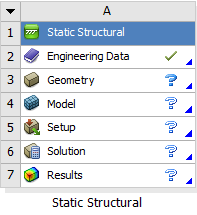 A
1 Static Structural
2 Engineering Data
3 Geometry
4 Model
5 Setup
6 Solution
7 Results
Static Structural